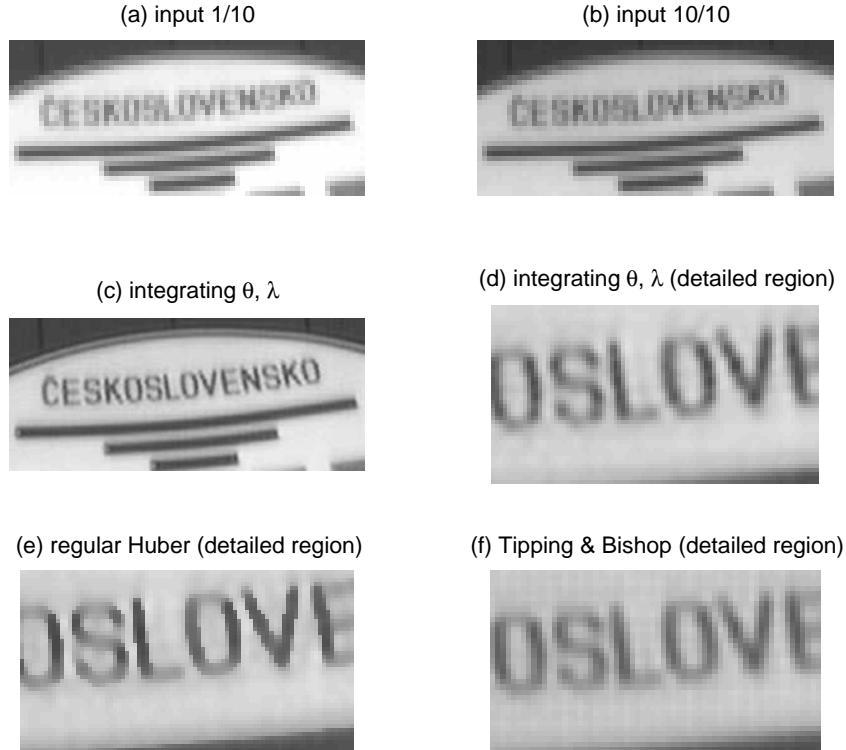 (a) input 1/10
(b) input 10/10
ČESKOSLOVENSKO
ČESKOSLOVENSKO
(c) integrating θ, λ
(d) integrating θ, λ (detailed region)
ČESKOSLOVENSKO
OSLOVE
(e) regular Huber (detailed region)
(f) Tipping & Bishop (detailed region)
OSLOVE
OSLOVE